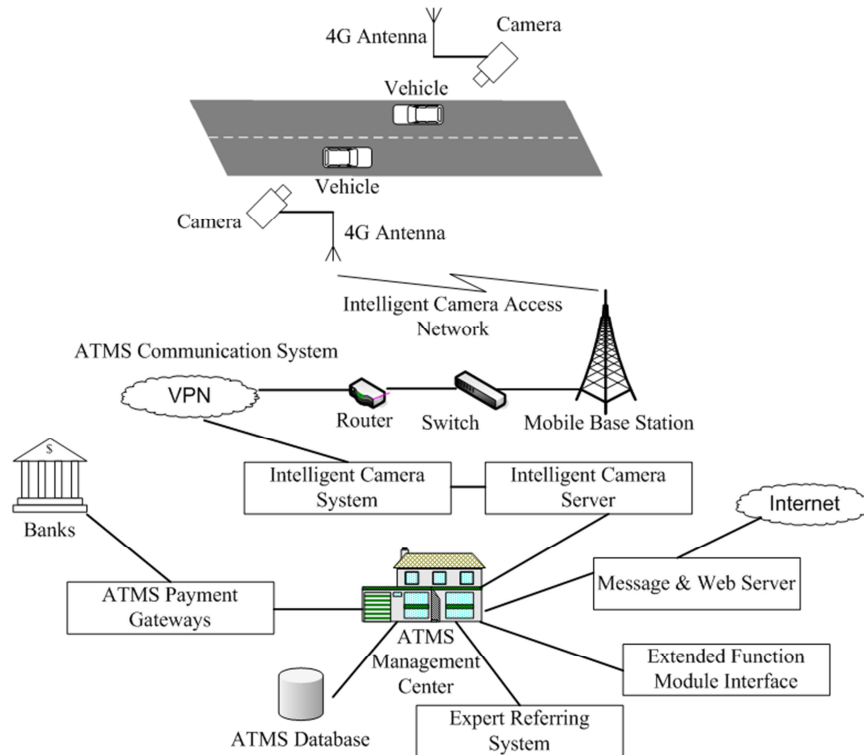 4G Antenna
Camera
Vehicle
Vehicle
Camera
4G Antenna
Intelligent Camera Access
Network
ATMS Communication System
VPN
Router
Switch
Mobile Base Station
$
Banks
Intelligent Camera
System
Intelligent Camera
Server
Internet
ATMS Payment
Gateways
Message & Web Server
ATMS
Management
Center
Extended Function
Module Interface
ATMS Database
Expert Referring
System